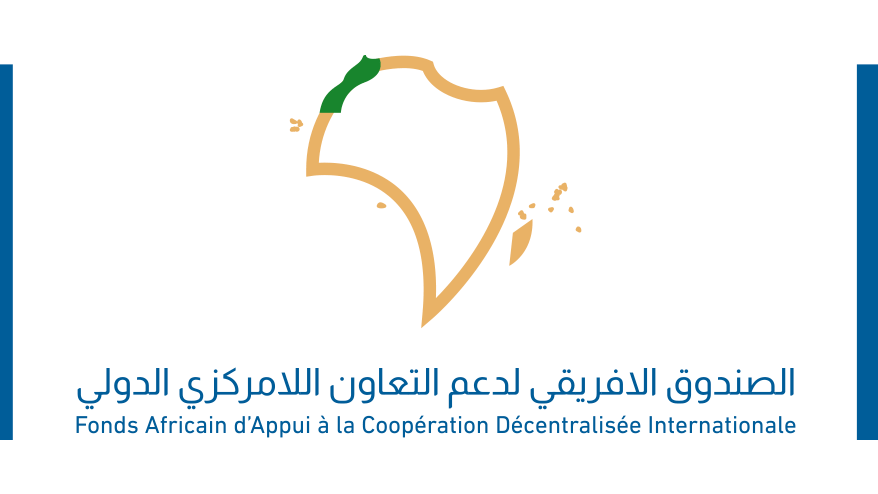 الصندوق الافريقي لدعم التعاون اللامركزي الدولي
Fonds Africain d’Appui à la Coopération Décentralisée Internationale